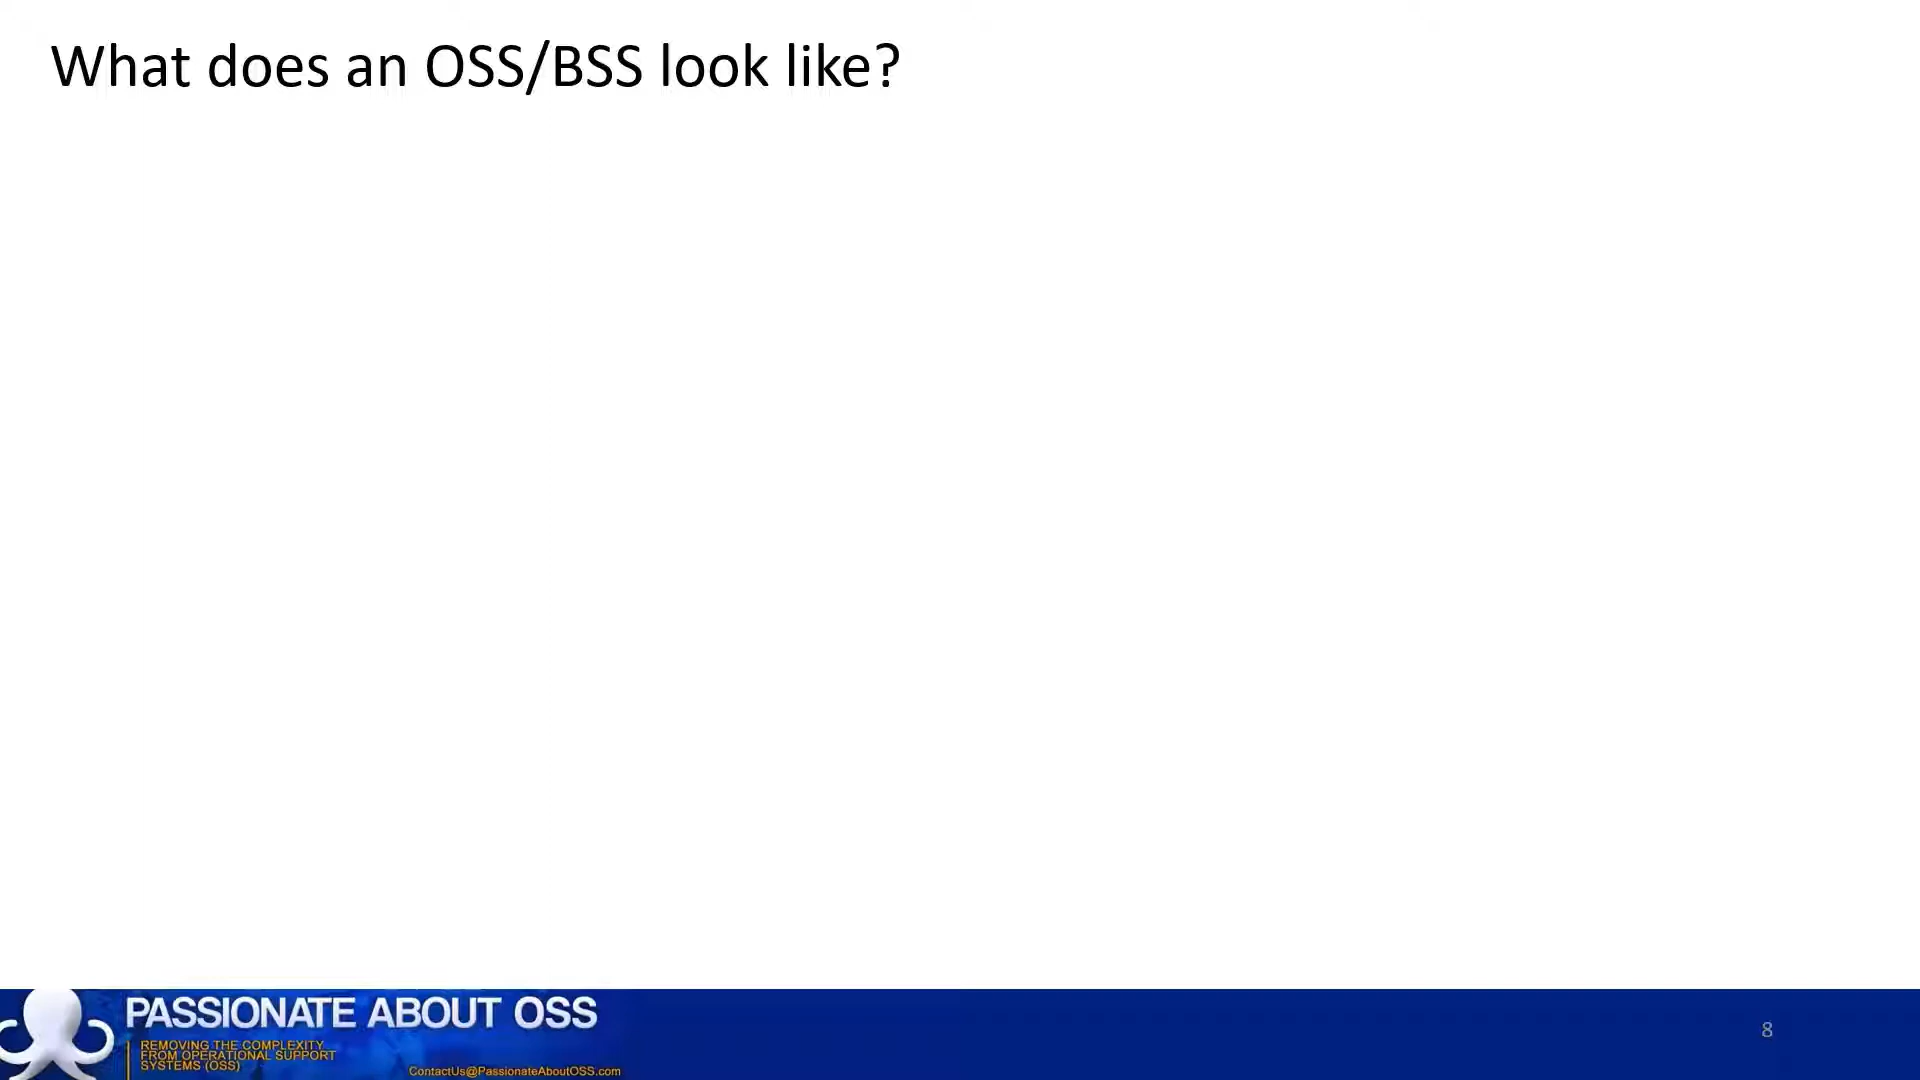 What does an OSS/BSS look like?
PASSIONATE ABOUT OSS
REMOVING THE COMPLEXITY
FROM OPERATIONAL SUPPORT
SYSTEMS (OSS)
ContactUs@PassionateAboutOSS.com
8